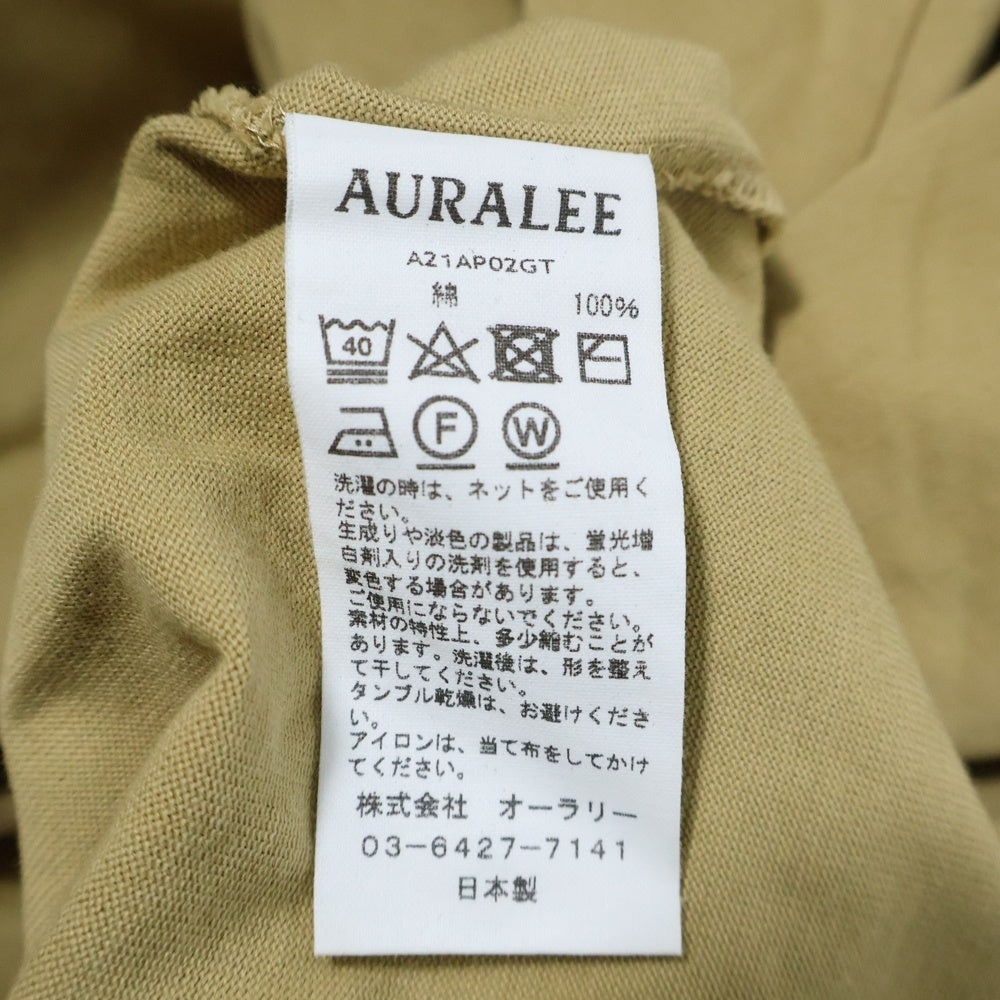 AURALEE
A21AP02GT
綿 100%
40
F W
洗濯の時は、ネットをご使用く
ださい。
生成りや淡色の製品は、蛍光増
白剤入りの洗剤を使用すると、
変色する場合があります。
ご使用にならないでください。
素材の特性上、多少縮むことが
あります。洗濯後は、形を整え
て干してください。
タンブル乾燥は、お避けくださ
い。
アイロンは、当て布をしてかけ
てください。
株式会社 オーラリー
03-6427-7141
日本製